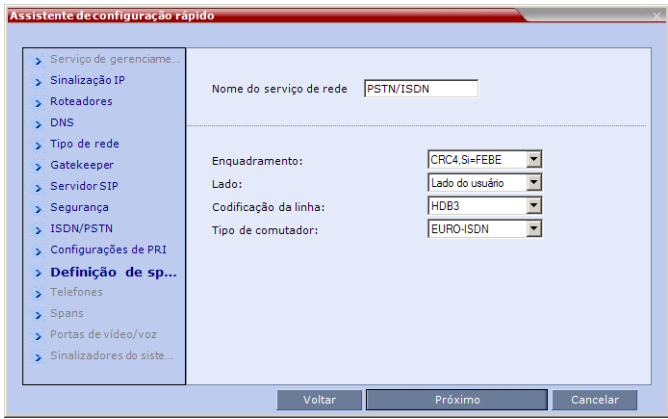 Assistente de configuração rápido
Serviço de gerenciame...
Sinalização IP
Roteadores
DNS
Tipo de rede
Gatekeeper
Servidor SIP
Segurança
ISDN/PSTN
Configurações de PRI
Definição de sp...
Telefones
Spans
Portas de vídeo/voz
Sinalizadores do siste...
Nome do serviço de rede PSTN/ISDN
Enquadramento: CRC4,Si=FEBE
Lado: Lado do usuário
Codificação da linha: HDB3
Tipo de comutador: EURO-ISDN
Voltar Próximo Cancelar